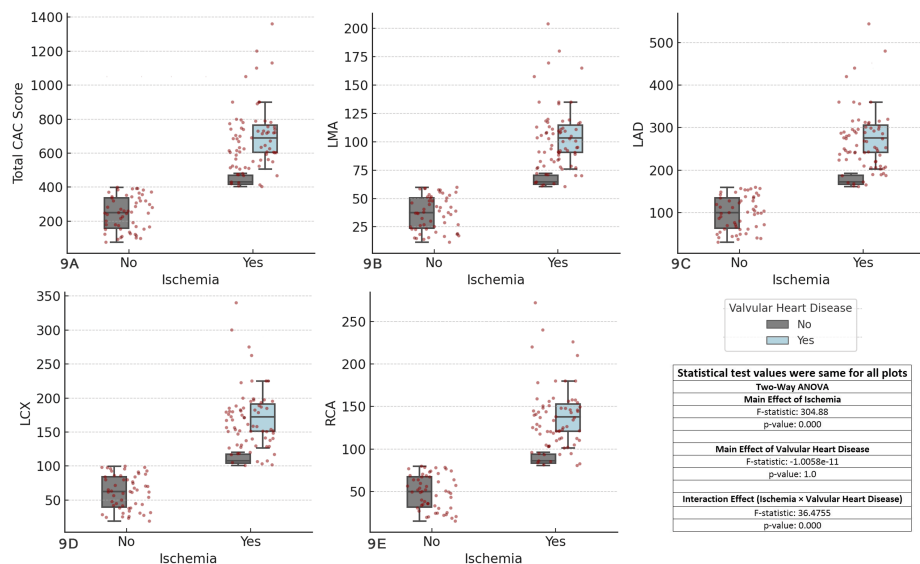 1400
1200
1000
800
600
400
200
Total CAC Score
9A
No
Yes
Ischemia
200
175
150
125
100
75
50
25
LMA
9B
No
Yes
Ischemia
500
400
300
200
100
LAD
9C
No
Yes
Ischemia
350
300
250
200
150
100
50
LCX
9D
No
Yes
Ischemia
250
200
150
100
50
RCA
9E
No
Yes
Ischemia
Valvular Heart Disease
No
Yes
Statistical test values were same for all plots
Two-Way ANOVA
Main Effect of Ischemia
F-statistic: 304.88
p-value: 0.000
Main Effect of Valvular Heart Disease
F-statistic: -1.0058e-11
p-value: 1.0
Interaction Effect (Ischemia × Valvular Heart Disease)
F-statistic: 36.4755
p-value: 0.000